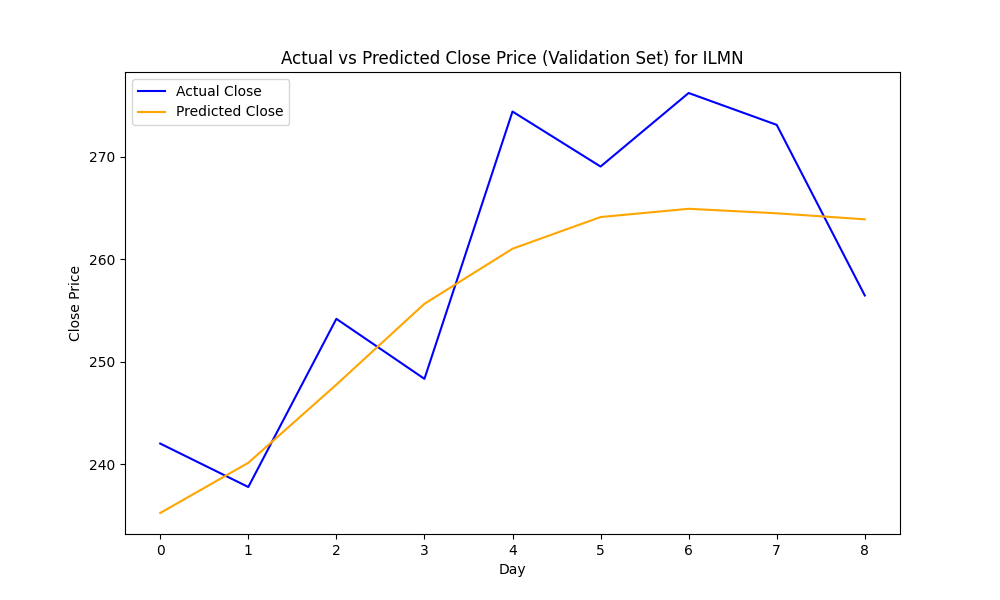 Actual vs Predicted Close Price (Validation Set) for ILMN
Actual Close
Predicted Close
Close Price
270
260
250
240
0 1 2 3 4 5 6 7 8
Day